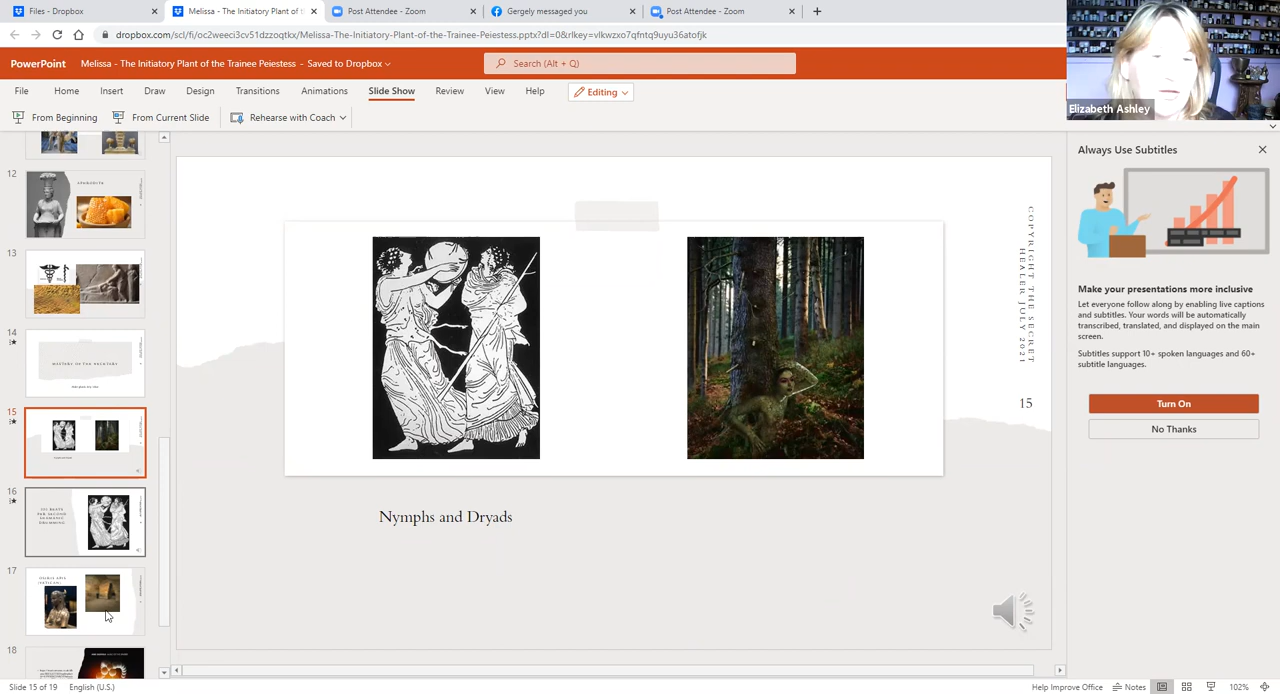 Files - Dropbox
Melissa - The Initiatory Plant of t
Post Attendee - Zoom
Gergely messaged you
Post Attendee - Zoom
dropbox.com/scl/fi/oc2weeci3cv51dzzoqtkx/Melissa-The-Initiatory-Plant-of-the-Trainee-Peiestess.pptx?dl=0&rlkey=vlkwzxo7qfntq9uyu36atofjk
PowerPoint
Melissa - The Initiatory Plant of the Trainee Peiestess - Saved to Dropbox
Search (Alt + Q)
Elizabeth Ashley
File
Home
Insert
Draw
Design
Transitions
Animations
Slide Show
Review
View
Help
Editing
From Beginning
From Current Slide
Rehearse with Coach
12
APHRODITE
13
14
15
16
17
18
COPYRIGHT THE SECRET
HEALER JULY 2021
15
Nymphs and Dryads
Always Use Subtitles
Make your presentations more inclusive
Let everyone follow along by enabling live captions
and subtitles. Your words will be automatically
transcribed, translated, and displayed on the main
screen.
Subtitles support 10+ spoken languages and 60+
subtitle languages.
Turn On
No Thanks
Slide 15 of 19
English (U.S.)
Help Improve Office
Notes
102%